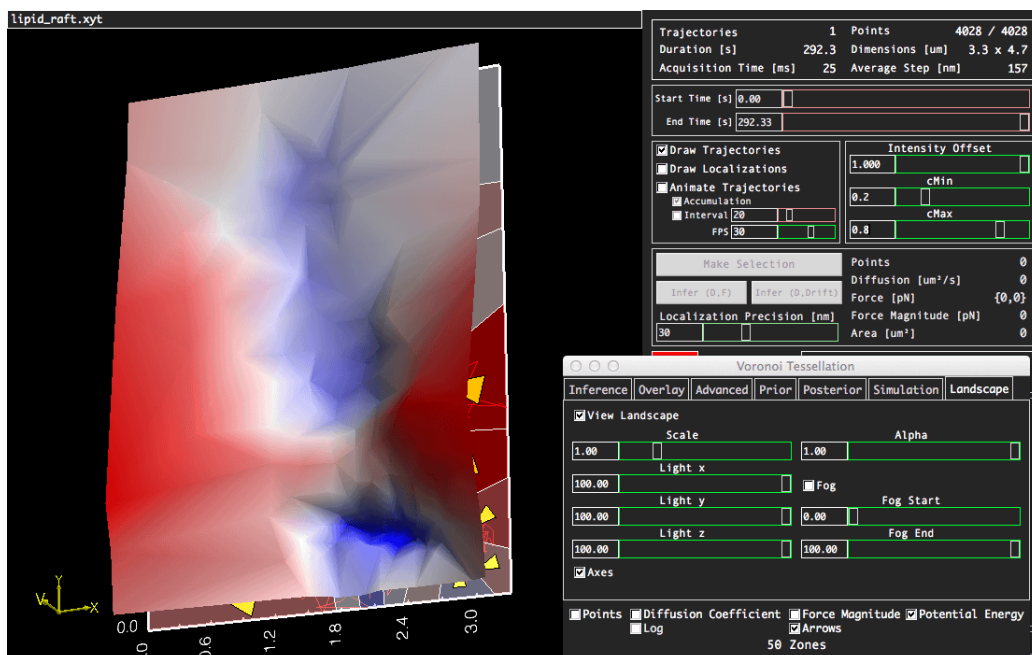 lipid_raft.xyt
Trajectories 1 Points 4028 / 4028
Duration [s] 292.3 Dimensions [um] 3.3 x 4.7
Acquisition Time [ms] 25 Average Step [nm] 157
Start Time [s] 0.00
End Time [s] 292.33
Draw Trajectories
Draw Localizations
Animate Trajectories
Accumulation
Interval 20
FPS 30
Intensity Offset
1.000
cMin
0.2
cMax
0.8
Make Selection
Infer (D,F) Infer (D,Drift)
Localization Precision [nm]
30
Points 0
Diffusion [um²/s] 0
Force [pN] {0,0}
Force Magnitude [pN] 0
Area [um²] 0
Voronoi Tessellation
Inference Overlay Advanced Prior Posterior Simulation Landscape
View Landscape
Scale Alpha
1.00 1.00
Light x
100.00 Fog
Light y Fog Start
100.00 0.00
Light z Fog End
100.00 100.00
Axes
Points Diffusion Coefficient Force Magnitude Potential Energy
Log Arrows
50 Zones
Y
V X
0.0
0.6 1.2 1.8 2.4 3.0